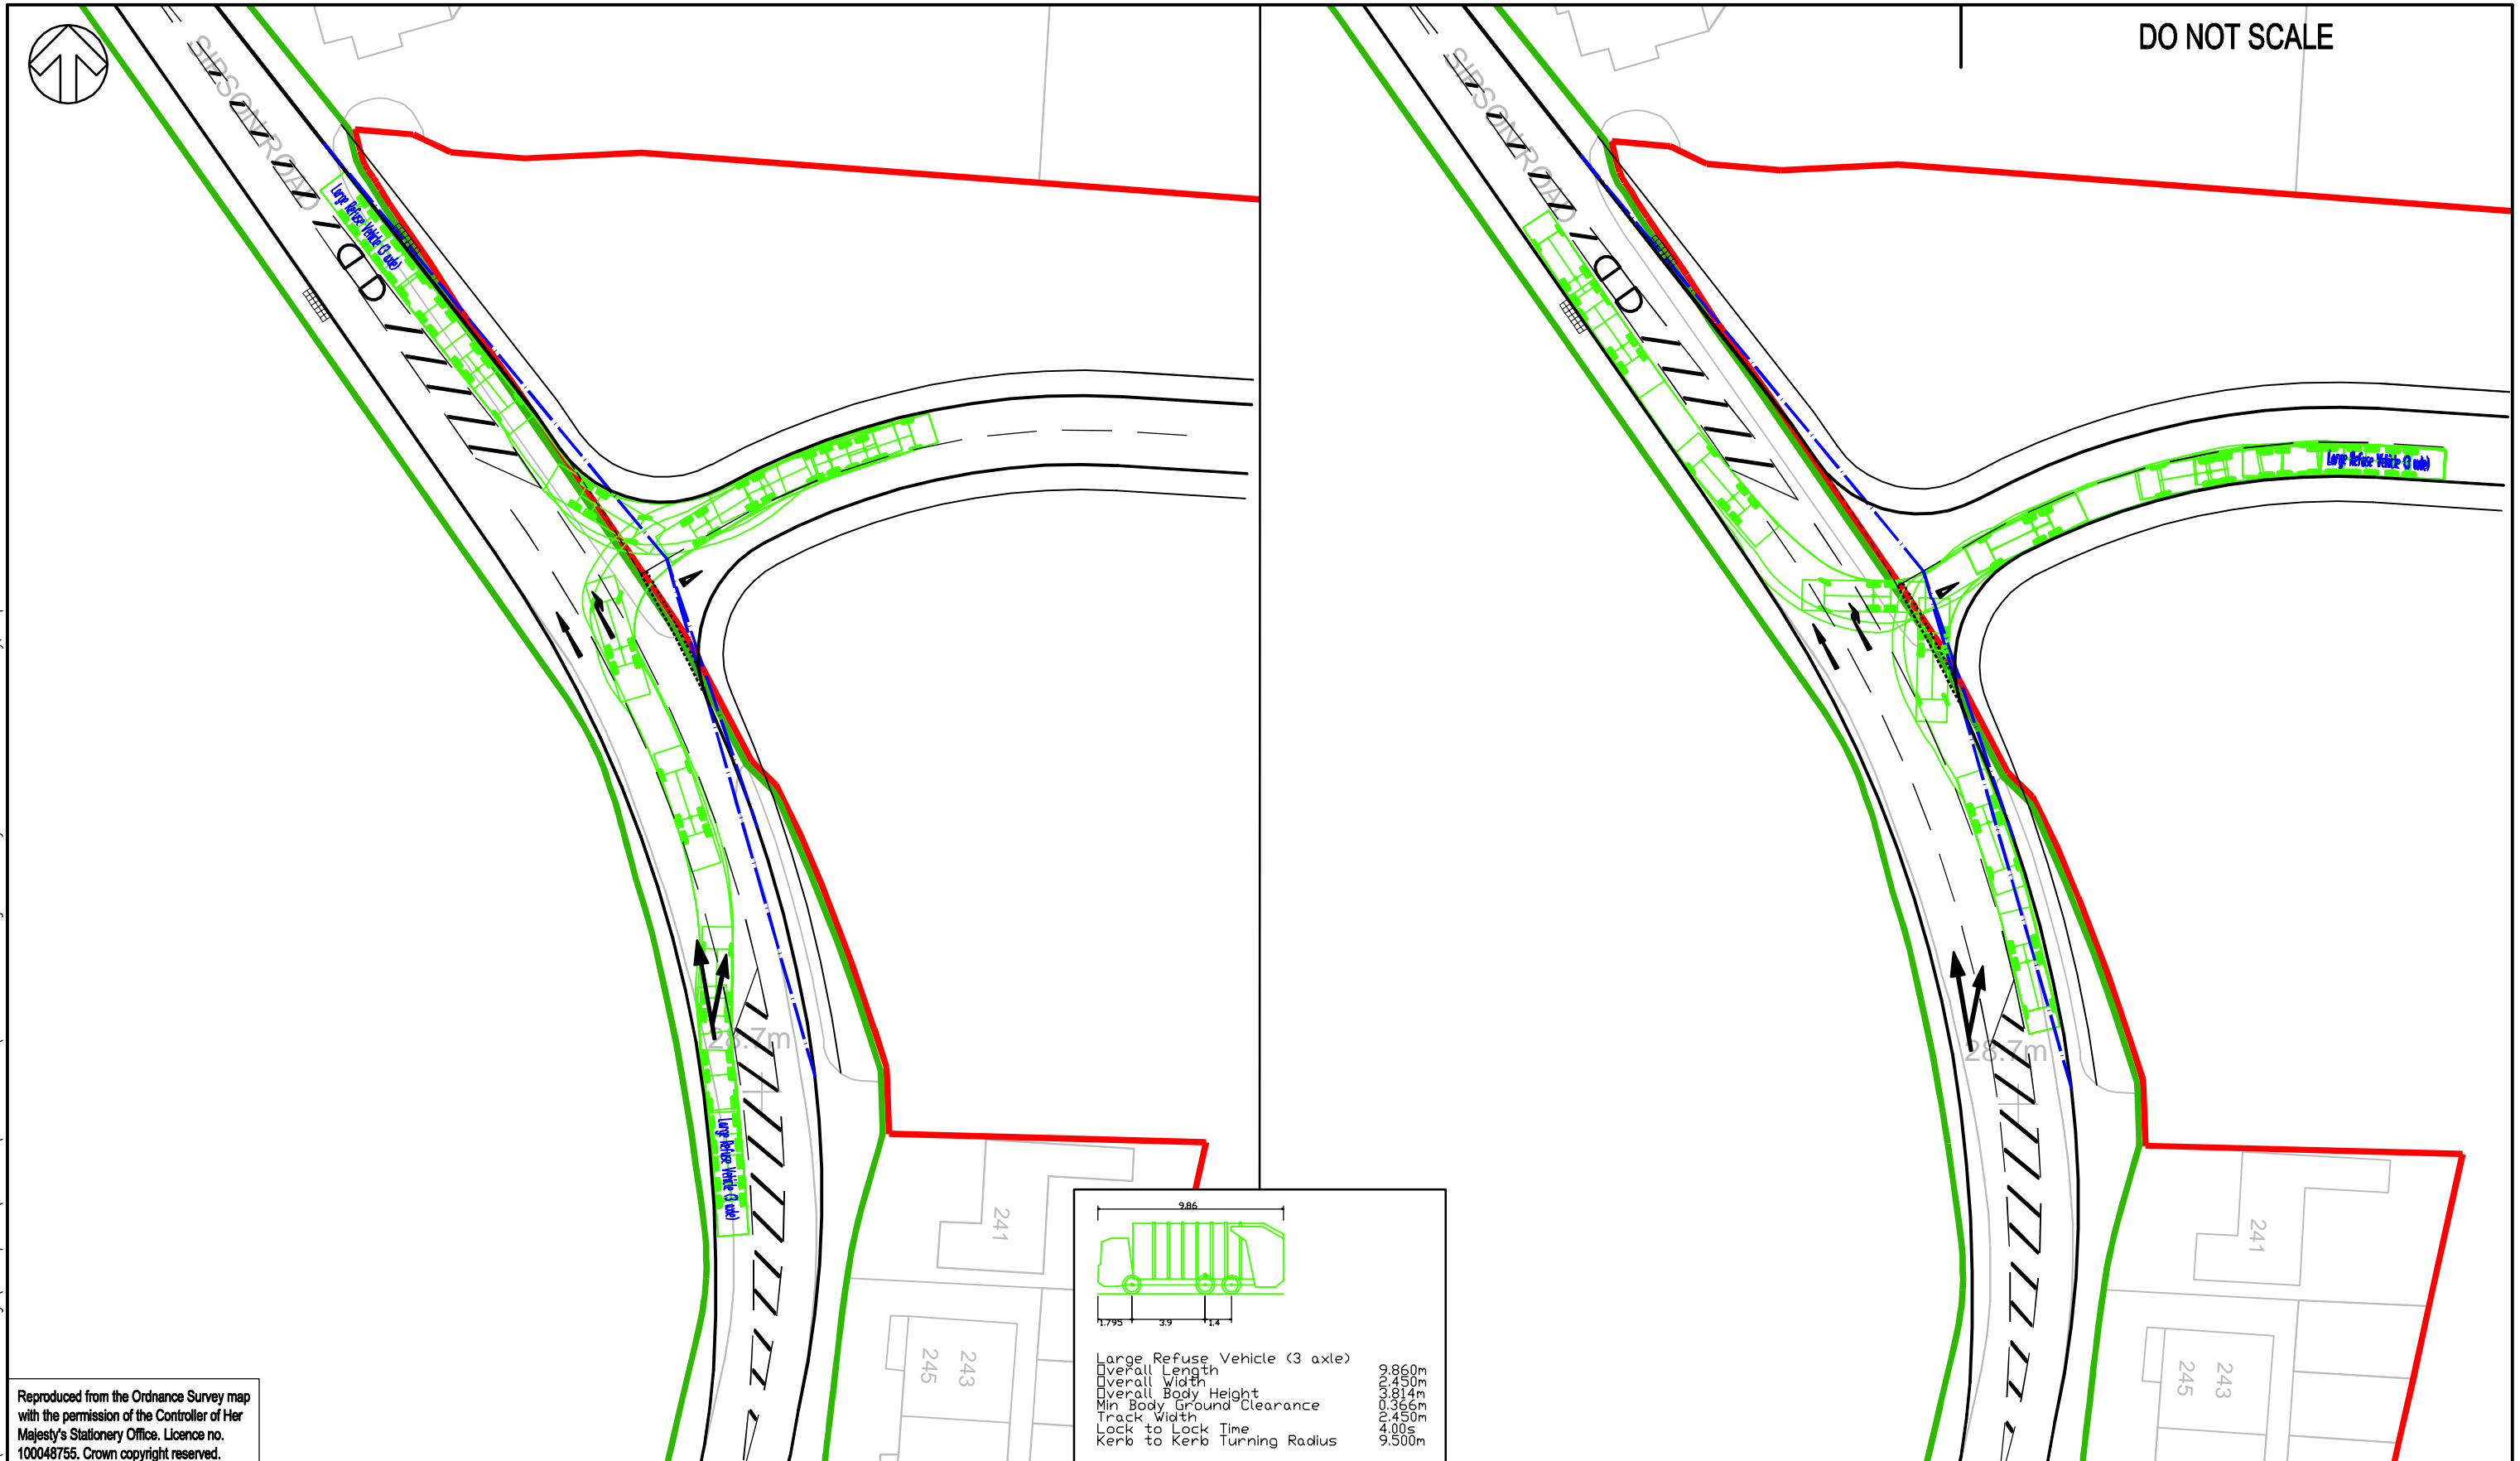 DO NOT SCALE
SIPSON ROAD
SIPSON ROAD
Large Refuse Vehicle (3 axle)
Large Refuse Vehicle (3 axle)
28.7m
28.7m
Large Refuse Vehicle (3 axle)
241
243
245
241
243
245
9.86
1.795
3.9
1.4
Large Refuse Vehicle (3 axle)
Overall Length 9.860m
Overall Width 2.450m
Overall Body Height 3.814m
Min Body Ground Clearance 0.366m
Track Width 2.450m
Lock to Lock Time 4.00s
Kerb to Kerb Turning Radius 9.500m
Reproduced from the Ordnance Survey map
with the permission of the Controller of Her
Majesty's Stationery Office. Licence no.
100048755. Crown copyright reserved.